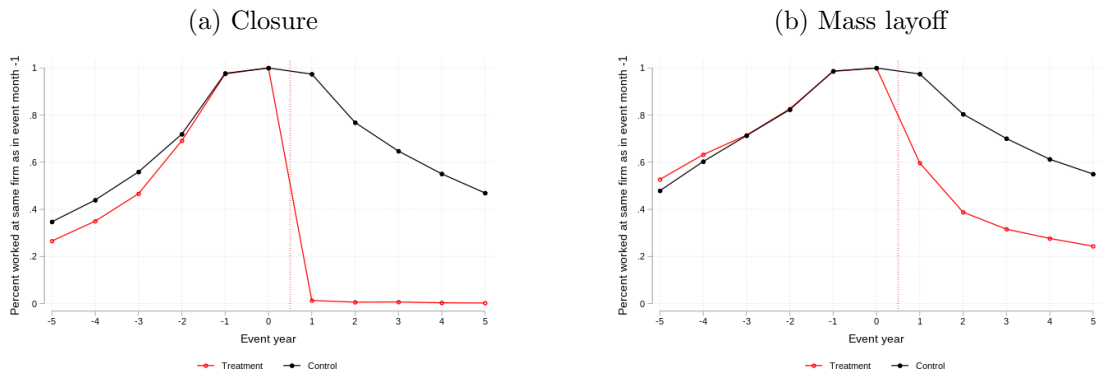 (a) Closure
Percent worked at same firm as in event month -1
1
.8
.6
.4
.2
0
-5 -4 -3 -2 -1 0 1 2 3 4 5
Event year
Treatment Control
(b) Mass layoff
Percent worked at same firm as in event month -1
1
.8
.6
.4
.2
0
-5 -4 -3 -2 -1 0 1 2 3 4 5
Event year
Treatment Control